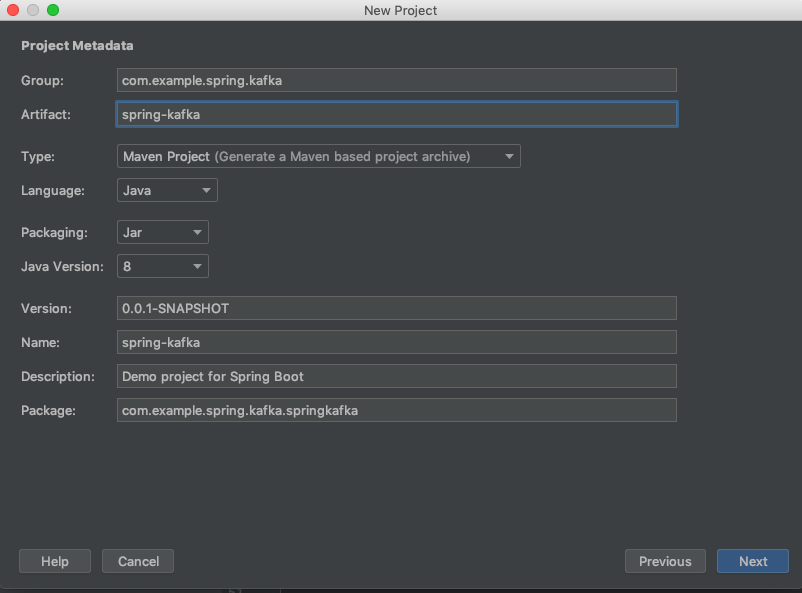 New Project
Project Metadata
Group: com.example.spring.kafka
Artifact: spring-kafka
Type: Maven Project (Generate a Maven based project archive)
Language: Java
Packaging: Jar
Java Version: 8
Version: 0.0.1-SNAPSHOT
Name: spring-kafka
Description: Demo project for Spring Boot
Package: com.example.spring.kafka.springkafka
Help Cancel Previous Next